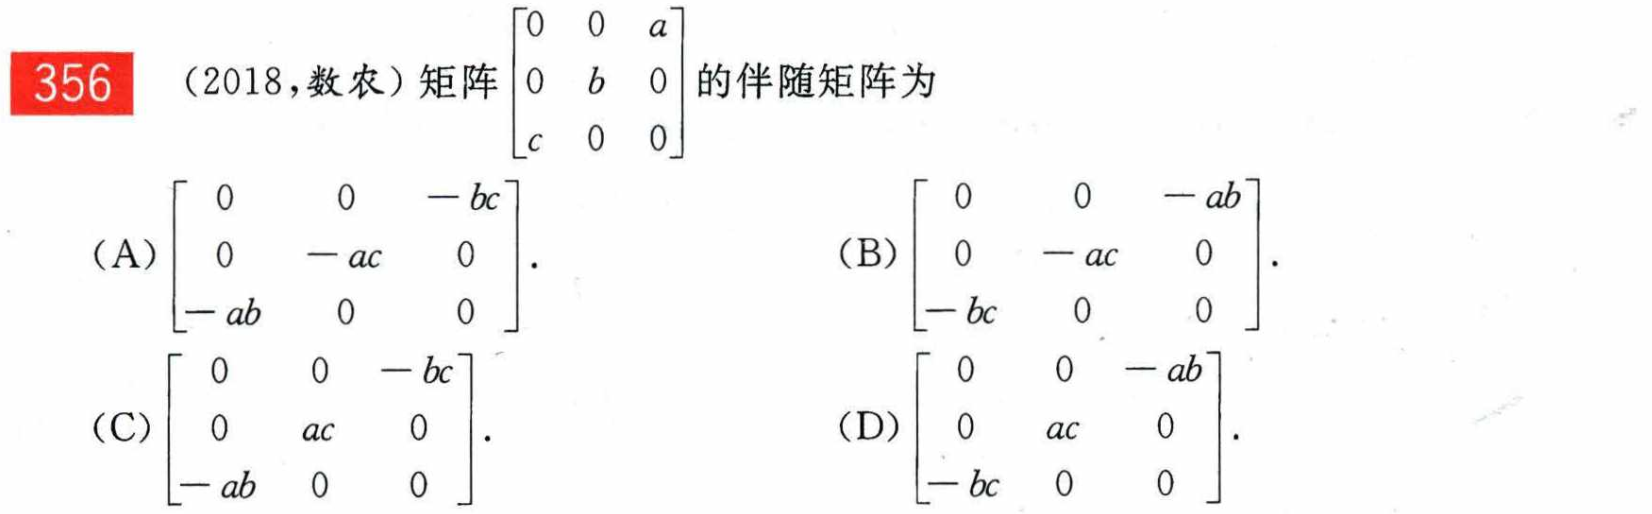 356 (2018,数农)矩阵$\begin{bmatrix} 0 & 0 & a \\ 0 & b & 0 \\ c & 0 & 0 \end{bmatrix}$的伴随矩阵为
(A)$\begin{bmatrix} 0 & 0 & -bc \\ 0 & -ac & 0 \\ -ab & 0 & 0 \end{bmatrix}$. (B)$\begin{bmatrix} 0 & 0 & -ab \\ 0 & -ac & 0 \\ -bc & 0 & 0 \end{bmatrix}$.
(C)$\begin{bmatrix} 0 & 0 & -bc \\ 0 & ac & 0 \\ -ab & 0 & 0 \end{bmatrix}$. (D)$\begin{bmatrix} 0 & 0 & -ab \\ 0 & ac & 0 \\ -bc & 0 & 0 \end{bmatrix}$.